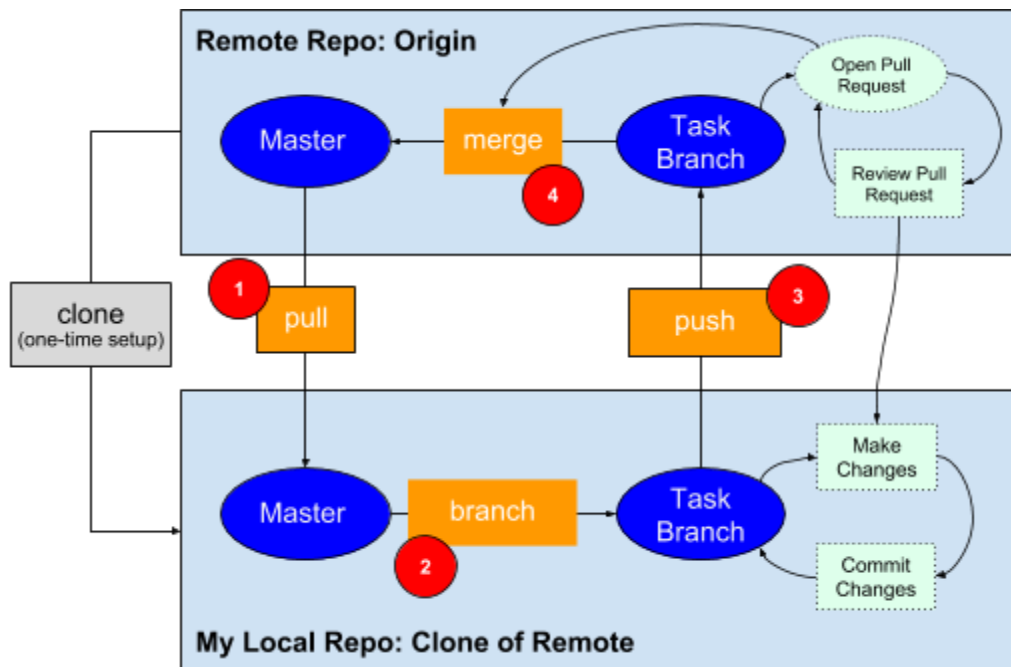 Remote Repo: Origin
Open Pull
Request
Master
merge
Task
Branch
4
Review Pull
Request
1
pull
push
3
clone
(one-time setup)
Make
Changes
Master
branch
Task
Branch
2
Commit
Changes
My Local Repo: Clone of Remote